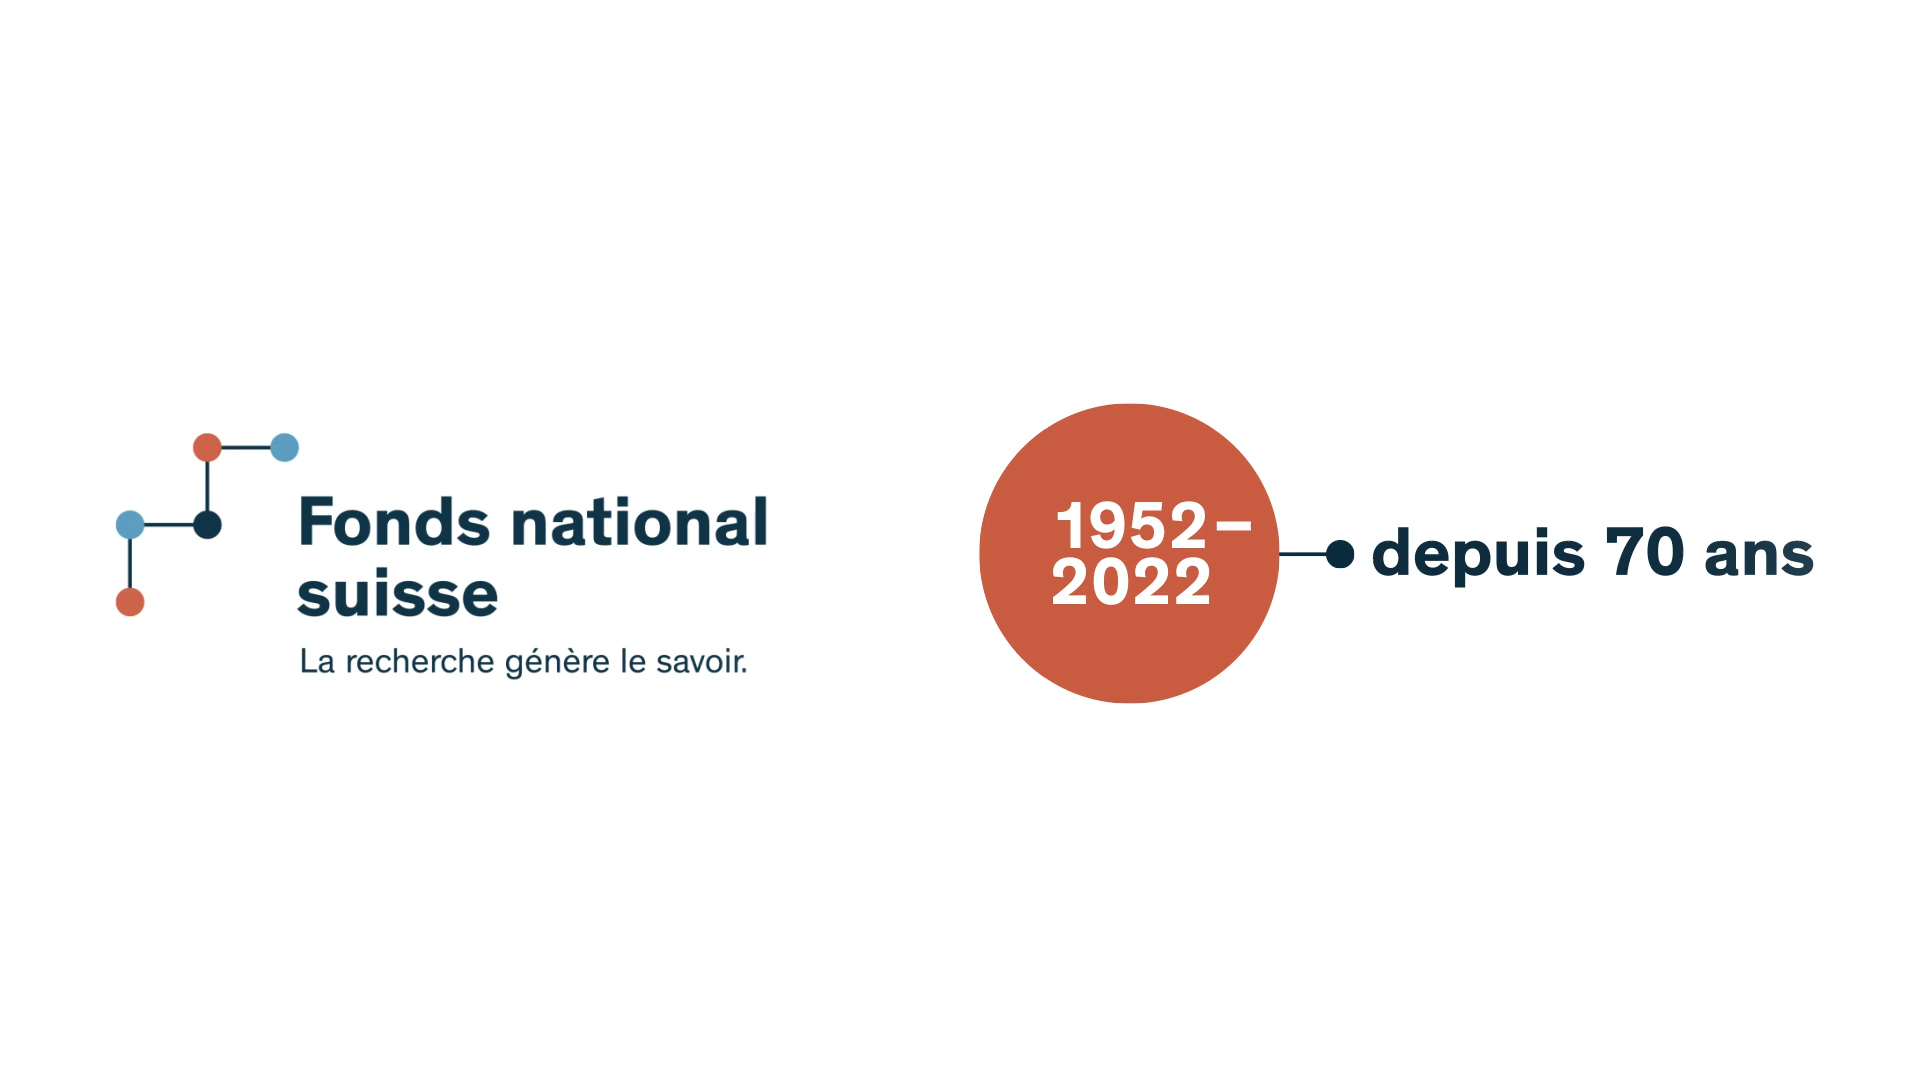 Fonds national
suisse
La recherche génère le savoir.
1952–
2022
depuis 70 ans